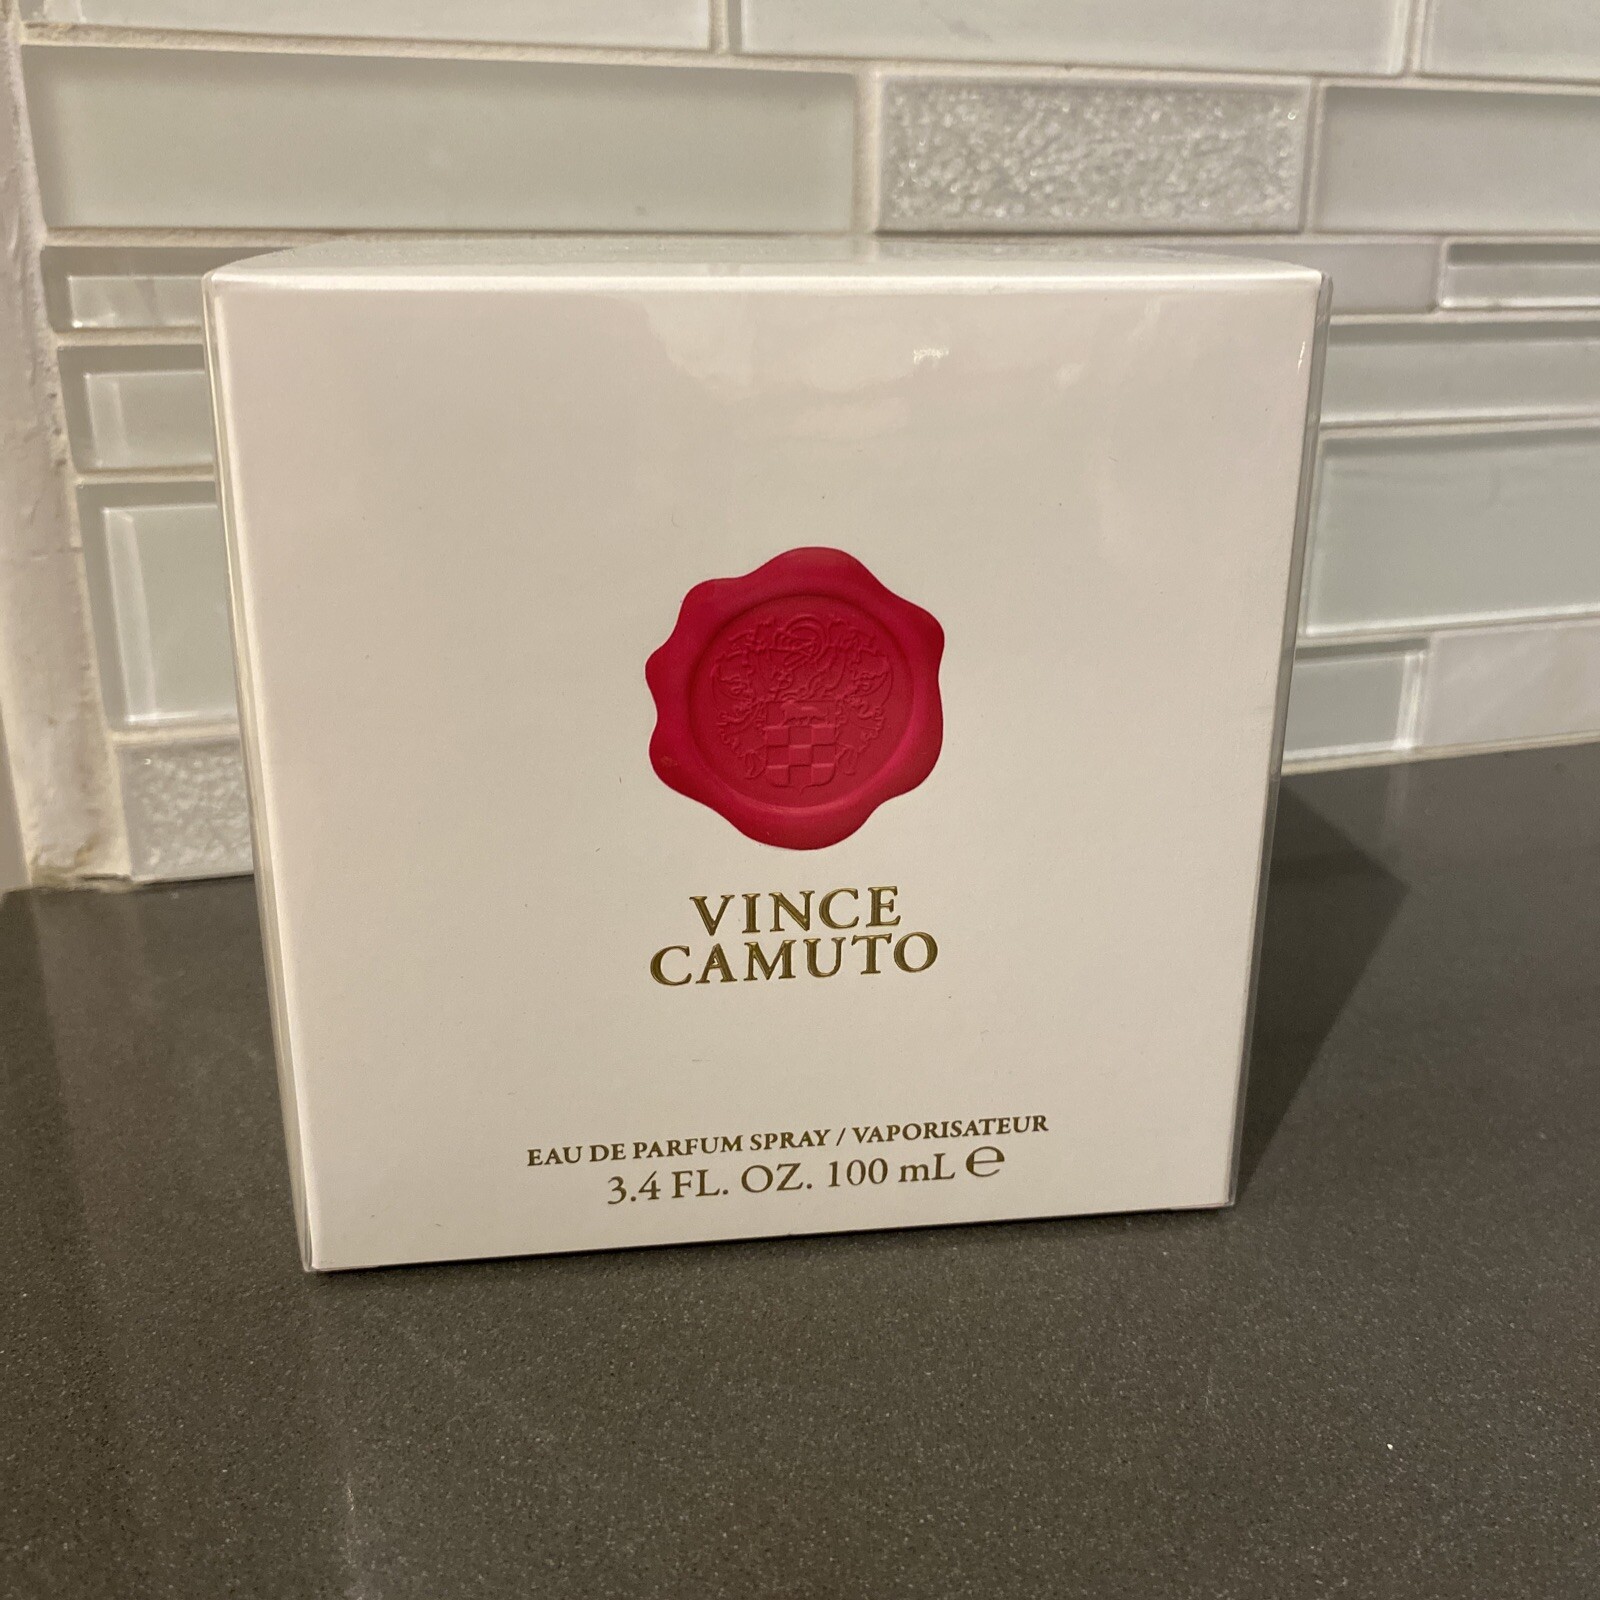 VINCE
CAMUTO
EAU DE PARFUM SPRAY / VAPORISATEUR
3.4 FL. OZ. 100 mL ℮